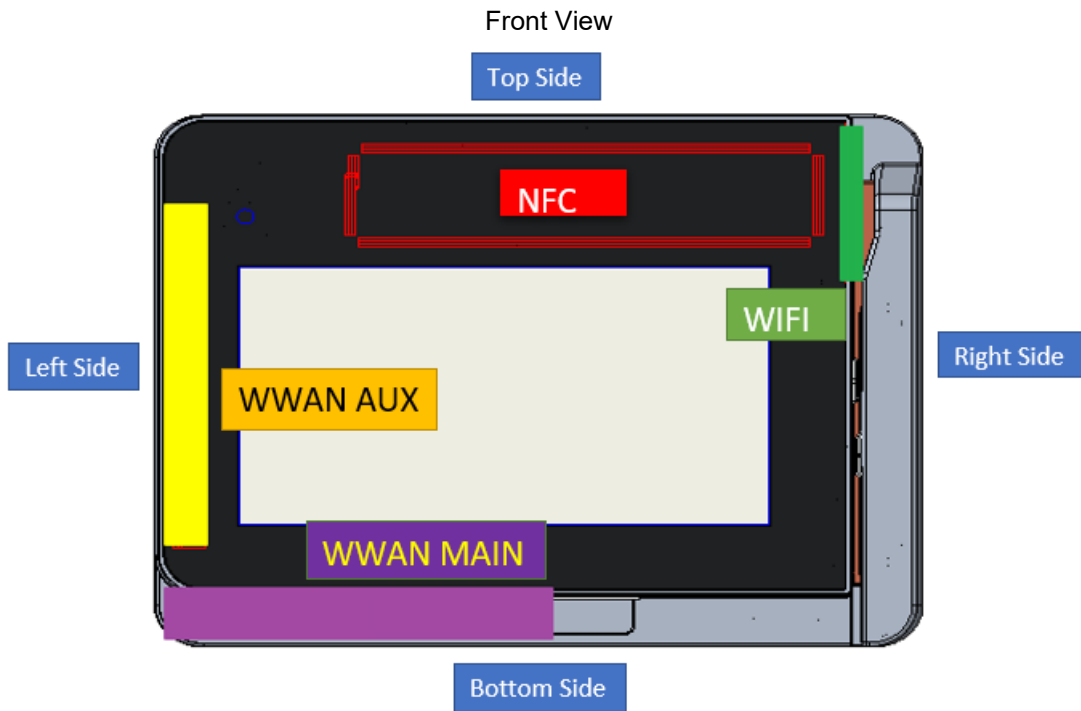 Front View
Top Side
NFC
WIFI
Left Side
Right Side
WWAN AUX
WWAN MAIN
Bottom Side